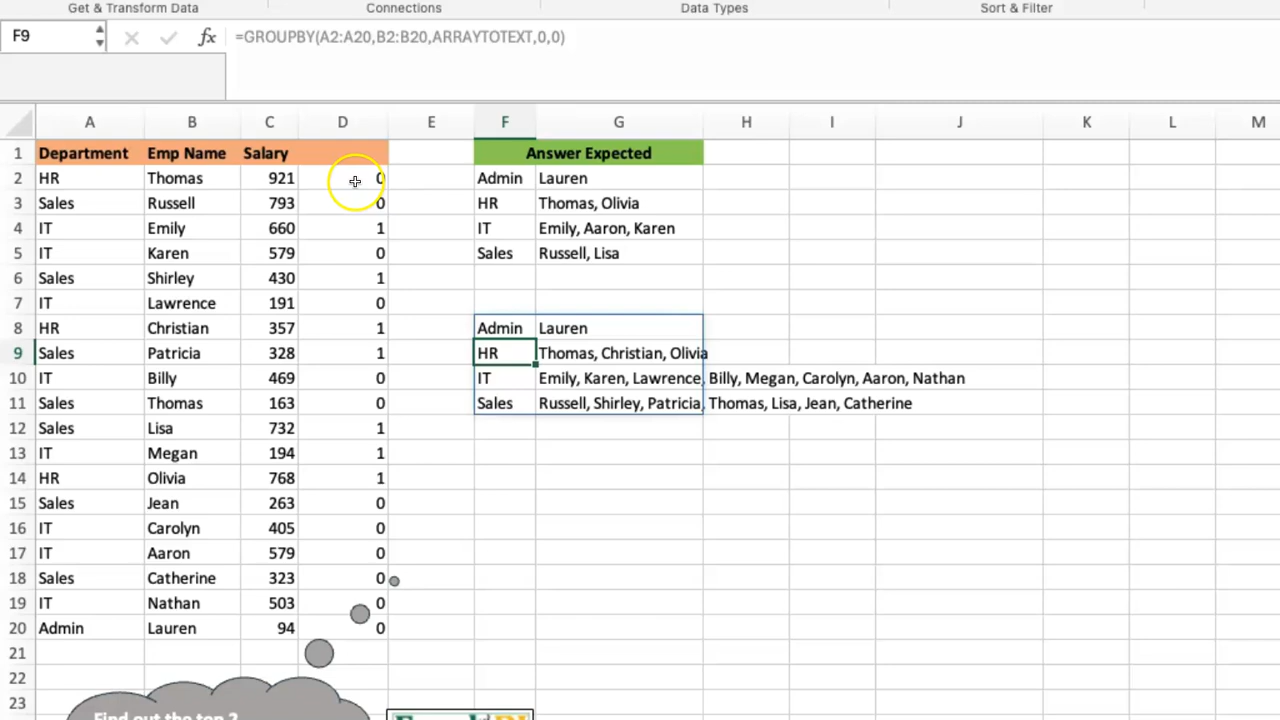 Get & Transform Data Connections Data Types Sort & Filter
F9 fx =GROUPBY(A2:A20,B2:B20,ARRAYTOTEXT,0,0)
A B C D E F G H I J K L M
1 Department Emp Name Salary Answer Expected
2 HR Thomas 921 0 Admin Lauren
3 Sales Russell 793 0 HR Thomas, Olivia
4 IT Emily 660 1 IT Emily, Aaron, Karen
5 IT Karen 579 0 Sales Russell, Lisa
6 Sales Shirley 430 1
7 IT Lawrence 191 0
8 HR Christian 357 1 Admin Lauren
9 Sales Patricia 328 1 HR Thomas, Christian, Olivia
10 IT Billy 469 0 IT Emily, Karen, Lawrence, Billy, Megan, Carolyn, Aaron, Nathan
11 Sales Thomas 163 0 Sales Russell, Shirley, Patricia, Thomas, Lisa, Jean, Catherine
12 Sales Lisa 732 1
13 IT Megan 194 1
14 HR Olivia 768 1
15 Sales Jean 263 0
16 IT Carolyn 405 0
17 IT Aaron 579 0
18 Sales Catherine 323 0
19 IT Nathan 503 0
20 Admin Lauren 94 0
21
22
23
Find out the top 2